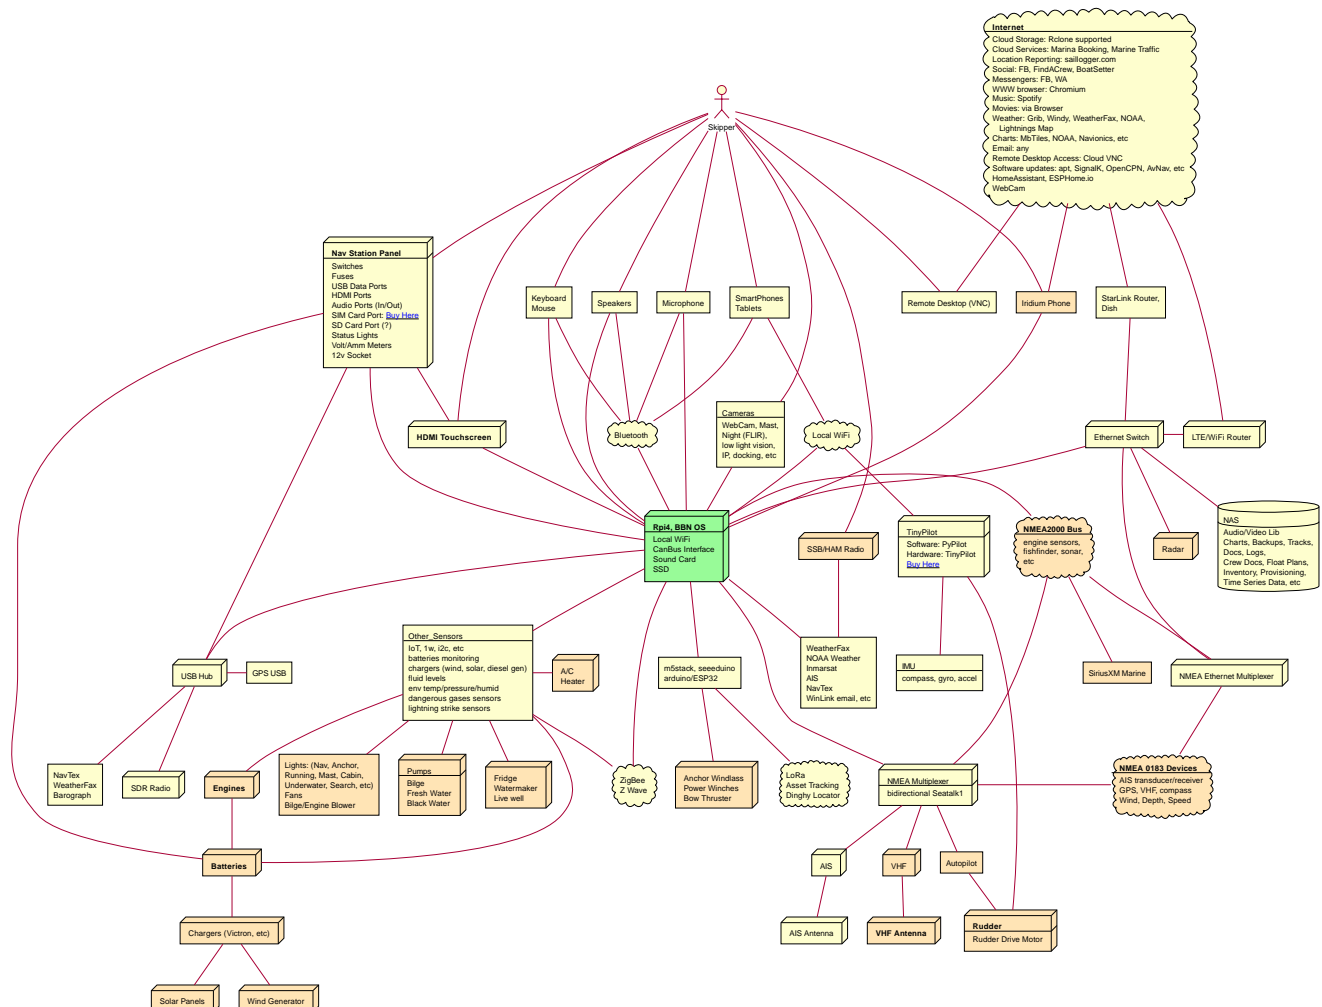 Internet
Cloud Storage: Rclone supported
Cloud Services: Marina Booking, Marine Traffic
Location Reporting: saillogger.com
Social: FB, FindACrew, BoatSetter
Messengers: FB, WA
WWW browser: Chromium
Music: Spotify
Movies: via Browser
Weather: Grib, Windy, WeatherFax, NOAA,
Lightnings Map
Charts: MbTiles, NOAA, Navionics, etc
Email: any
Remote Desktop Access: Cloud VNC
Software updates: apt, SignalK, OpenCPN, AvNav, etc
HomeAssistant, ESPHome.io
WebCam
Skipper
Nav Station Panel
Switches
Fuses
USB Data Ports
HDMI Ports
Audio Ports (In/Out)
SIM Card Port: Buy Here
SD Card Port (?)
Status Lights
Volt/Amm Meters
12v Socket
Keyboard
Mouse
Speakers
Microphone
SmartPhones
Tablets
Remote Desktop (VNC)
Iridium Phone
StarLink Router,
Dish
HDMI Touchscreen
Bluetooth
Cameras
WebCam, Mast,
Night (FLIR),
low light vision,
IP, docking, etc
Local WiFi
Ethernet Switch
LTE/WiFi Router
Rpi4, BBN OS
Local WiFi
CanBus Interface
Sound Card
SSD
SSB/HAM Radio
TinyPilot
Software: PyPilot
Hardware: TinyPilot
Buy Here
NMEA2000 Bus
engine sensors,
fishfinder, sonar,
etc
Radar
NAS
Audio/Video Lib
Charts, Backups, Tracks,
Docs, Logs,
Crew Docs, Float Plans,
Inventory, Provisioning,
Time Series Data, etc
USB Hub
GPS USB
Other_Sensors
IoT, 1w, i2c, etc
batteries monitoring
chargers (wind, solar, diesel gen)
fluid levels
env temp/pressure/humid
dangerous gases sensors
lightning strike sensors
A/C
Heater
m5stack, seeeduino
arduino/ESP32
WeatherFax
NOAA Weather
Inmarsat
AIS
NavTex
WinLink email, etc
IMU
compass, gyro, accel
SiriusXM Marine
NMEA Ethernet Multiplexer
NavTex
WeatherFax
Barograph
SDR Radio
Engines
Lights: (Nav, Anchor,
Running, Mast, Cabin,
Underwater, Search, etc)
Fans
Bilge/Engine Blower
Pumps
Bilge
Fresh Water
Black Water
Fridge
Watermaker
Live well
ZigBee
Z Wave
Anchor Windlass
Power Winches
Bow Thruster
LoRa
Asset Tracking
Dinghy Locator
NMEA Multiplexer
bidirectional Seatalk1
NMEA 0183 Devices
AIS transducer/receiver
GPS, VHF, compass
Wind, Depth, Speed
Batteries
AIS
VHF
Autopilot
Chargers (Victron, etc)
AIS Antenna
VHF Antenna
Rudder
Rudder Drive Motor
Solar Panels
Wind Generator